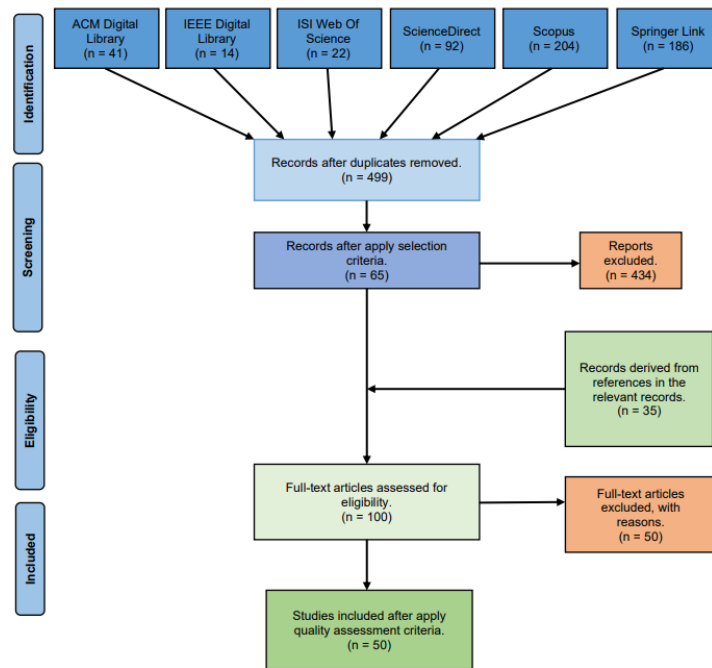 Identification
ACM Digital
Library
(n = 41)
IEEE Digital
Library
(n = 14)
ISI Web Of
Science
(n = 22)
ScienceDirect
(n = 92)
Scopus
(n = 204)
Springer Link
(n = 186)
Records after duplicates removed.
(n = 499)
Screening
Records after apply selection
criteria.
(n = 65)
Reports
excluded.
(n = 434)
Eligibility
Records derived from
references in the
relevant records.
(n = 35)
Full-text articles assessed for
eligibility.
(n = 100)
Full-text articles
excluded, with
reasons.
(n = 50)
Included
Studies included after apply
quality assessment criteria.
(n = 50)